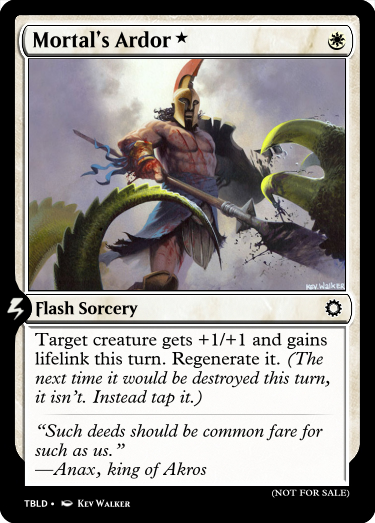 Mortal's Ardor ★
KEV WALKER
Flash Sorcery
Target creature gets +1/+1 and gains
lifelink this turn. Regenerate it. (The
next time it would be destroyed this turn,
it isn't. Instead tap it.)
“Such deeds should be common fare for
such as us.”
—Anax, king of Akros
(NOT FOR SALE)
TBLD • Kev Walker